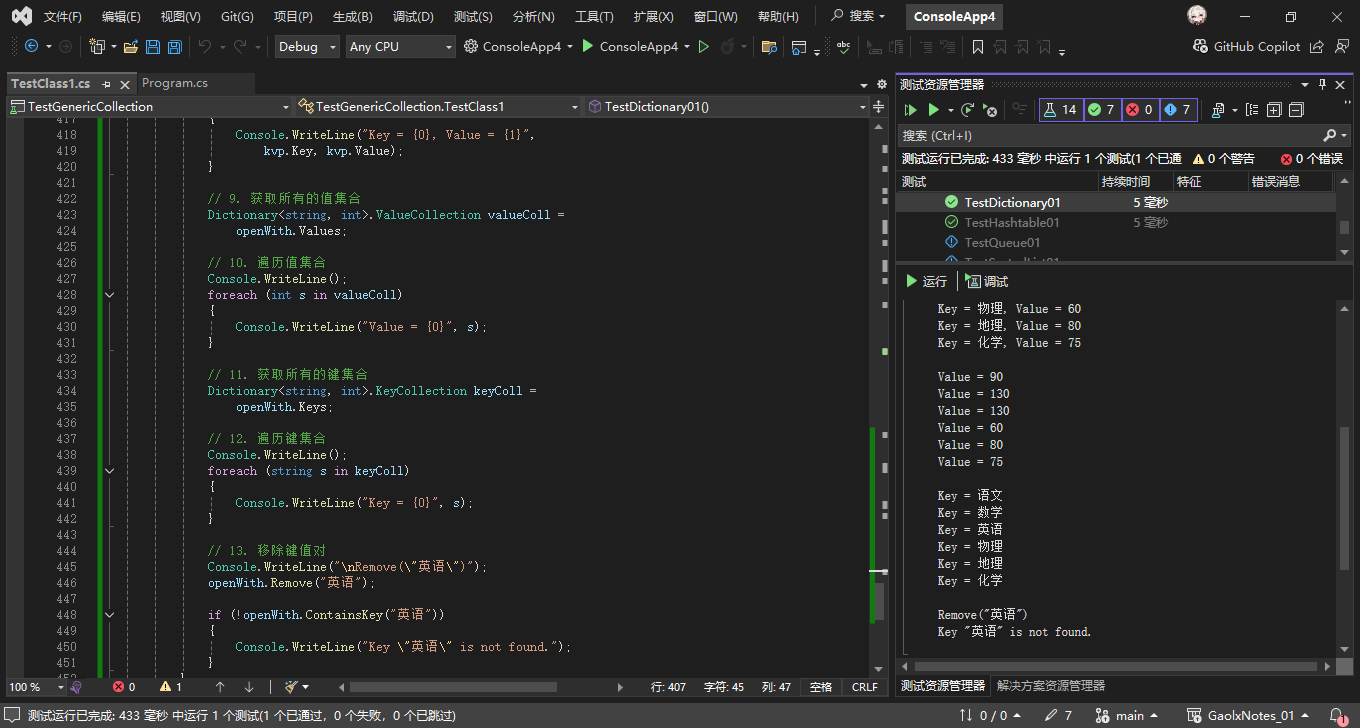 文件(F) 编辑(E) 视图(V) Git(G) 项目(P) 生成(B) 调试(D) 测试(S) 分析(N) 工具(T) 扩展(X) 窗口(W) 帮助(H) 搜索 ConsoleApp4
Debug Any CPU ConsoleApp4 ConsoleApp4 abc GitHub Copilot
TestClass1.cs Program.cs
TestGenericCollection TestGenericCollection.TestClass1 TestDictionary01()
417 {
418 Console.WriteLine("Key = {0}, Value = {1}",
419 kvp.Key, kvp.Value);
420 }
421
422 // 9. 获取所有的值集合
423 Dictionary<string, int>.ValueCollection valueColl =
424 openWith.Values;
425
426 // 10. 遍历值集合
427 Console.WriteLine();
428 foreach (int s in valueColl)
429 {
430 Console.WriteLine("Value = {0}", s);
431 }
432
433 // 11. 获取所有的键集合
434 Dictionary<string, int>.KeyCollection keyColl =
435 openWith.Keys;
436
437 // 12. 遍历键集合
438 Console.WriteLine();
439 foreach (string s in keyColl)
440 {
441 Console.WriteLine("Key = {0}", s);
442 }
443
444 // 13. 移除键值对
445 Console.WriteLine("\nRemove(\"英语\")");
446 openWith.Remove("英语");
447
448 if (!openWith.ContainsKey("英语"))
449 {
450 Console.WriteLine("Key \"英语\" is not found.");
451 }
100 % 0 1 行: 407 字符: 45 列: 47 空格 CRLF
测试资源管理器
14 7 0 7
搜索 (Ctrl+I)
测试运行已完成: 433 毫秒 中运行 1 个测试(1 个已通 0 个警告 0 个错误
测试 持续时间 特征 错误消息
TestDictionary01 5 毫秒
TestHashtable01 5 毫秒
TestQueue01
TestSortedList01
运行 调试
Key = 物理, Value = 60
Key = 地理, Value = 80
Key = 化学, Value = 75
Value = 90
Value = 130
Value = 130
Value = 60
Value = 80
Value = 75
Key = 语文
Key = 数学
Key = 英语
Key = 物理
Key = 地理
Key = 化学
Remove("英语")
Key "英语" is not found.
测试资源管理器 解决方案资源管理器
测试运行已完成: 433 毫秒 中运行 1 个测试(1 个已通过, 0 个失败, 0 个已跳过) 0 / 0 7 main GaolxNotes_01 1